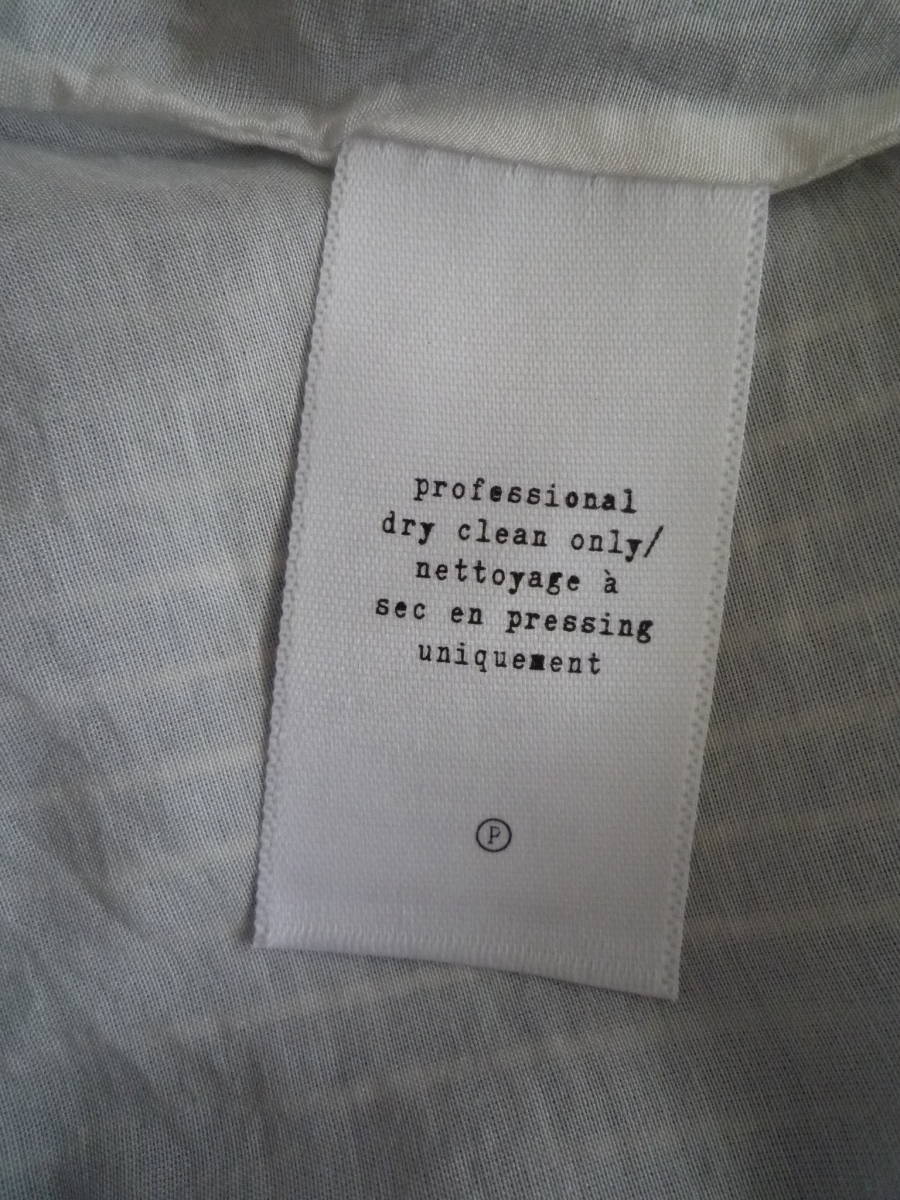 professional
dry clean only/
nettoyage à
sec en pressing
uniquement
P